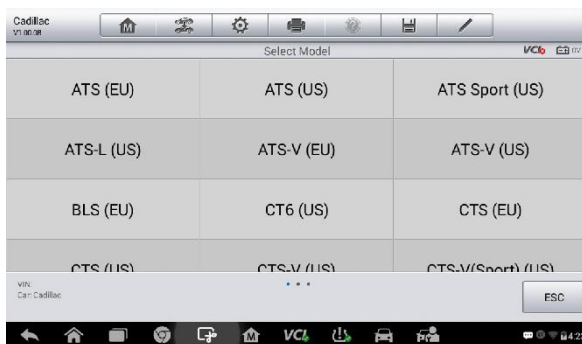 Cadillac
V1.00.08
M
Select Model
VCI
ATS (EU)
ATS (US)
ATS Sport (US)
ATS-L (US)
ATS-V (EU)
ATS-V (US)
BLS (EU)
CT6 (US)
CTS (EU)
CTS (US)
CTS-V (US)
CTS-V(Sport) (US)
VIN:
Car: Cadillac
ESC
M
VCI